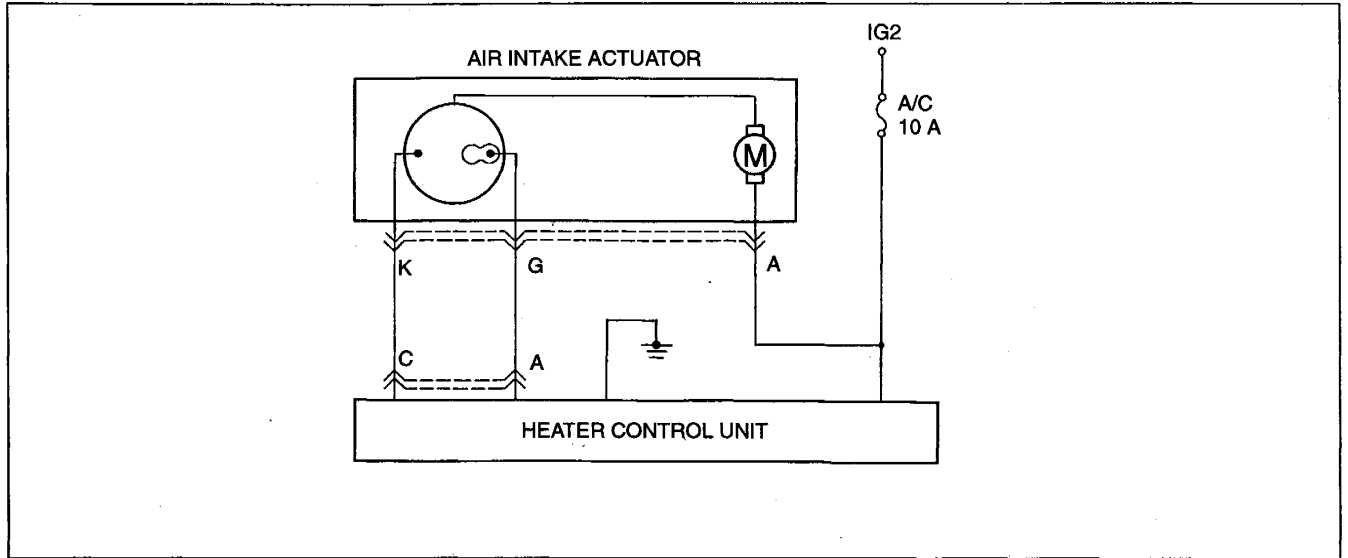 IG2
AIR INTAKE ACTUATOR
A/C
10 A
M
K
G
A
C
A
HEATER CONTROL UNIT